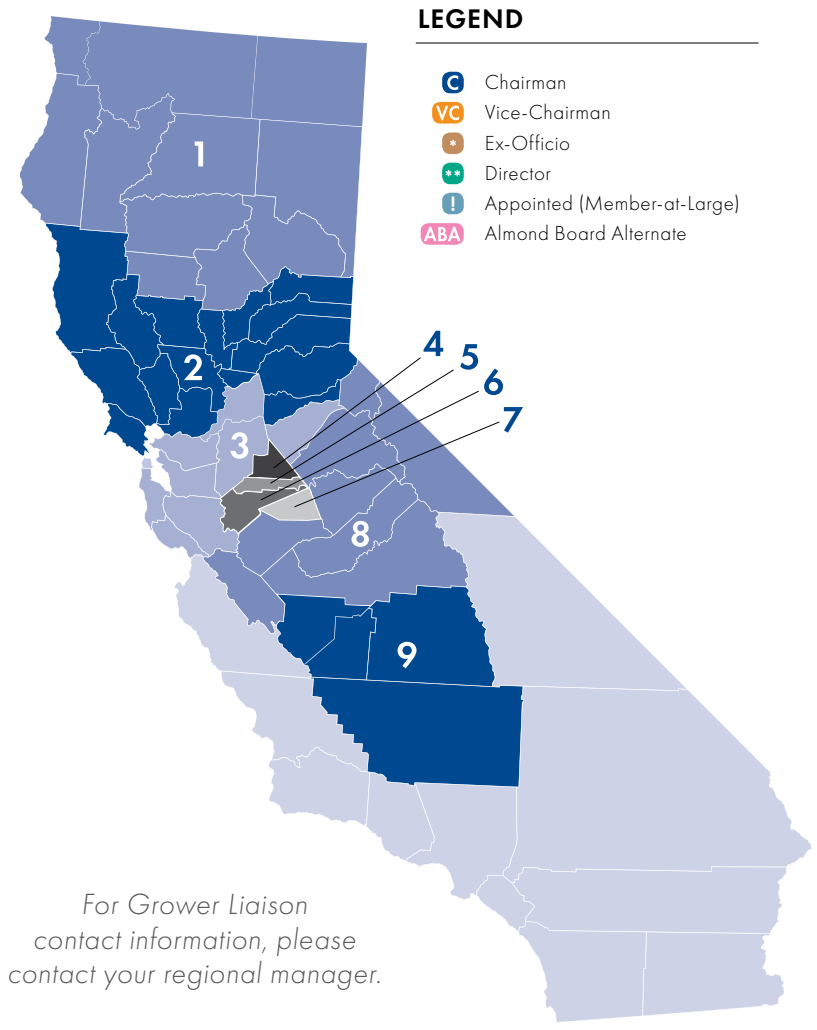 LEGEND
C Chairman
VC Vice-Chairman
* Ex-Officio
** Director
! Appointed (Member-at-Large)
ABA Almond Board Alternate
1
2
3
4
5
6
7
8
9
For Grower Liaison
contact information, please
contact your regional manager.